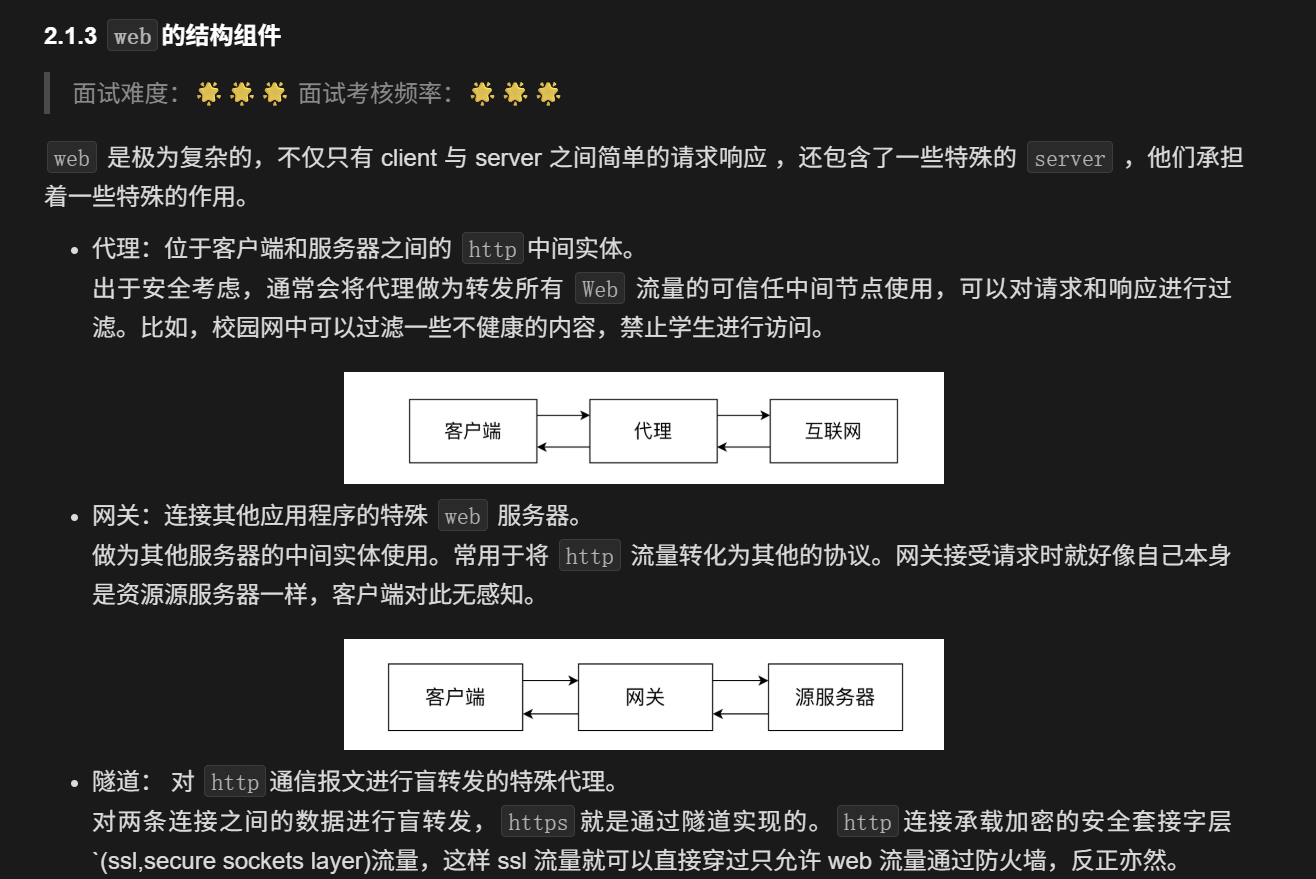 2.1.3 web 的结构组件
面试难度：🌟 🌟 🌟 面试考核频率：🌟 🌟 🌟
web 是极为复杂的，不仅只有 client 与 server 之间简单的请求响应 ，还包含了一些特殊的 server ，他们承担
着一些特殊的作用。
• 代理：位于客户端和服务器之间的 http 中间实体。
出于安全考虑，通常会将代理做为转发所有 Web 流量的可信任中间节点使用，可以对请求和响应进行过
滤。比如，校园网中可以过滤一些不健康的内容，禁止学生进行访问。
客户端 代理 互联网
• 网关：连接其他应用程序的特殊 web 服务器。
做为其他服务器的中间实体使用。常用于将 http 流量转化为其他的协议。网关接受请求时就好像自己本身
是资源源服务器一样，客户端对此无感知。
客户端 网关 源服务器
• 隧道： 对 http 通信报文进行盲转发的特殊代理。
对两条连接之间的数据进行盲转发， https 就是通过隧道实现的。 http 连接承载加密的安全套接字层
`(ssl,secure sockets layer)流量，这样 ssl 流量就可以直接穿过只允许 web 流量通过防火墙，反正亦然。